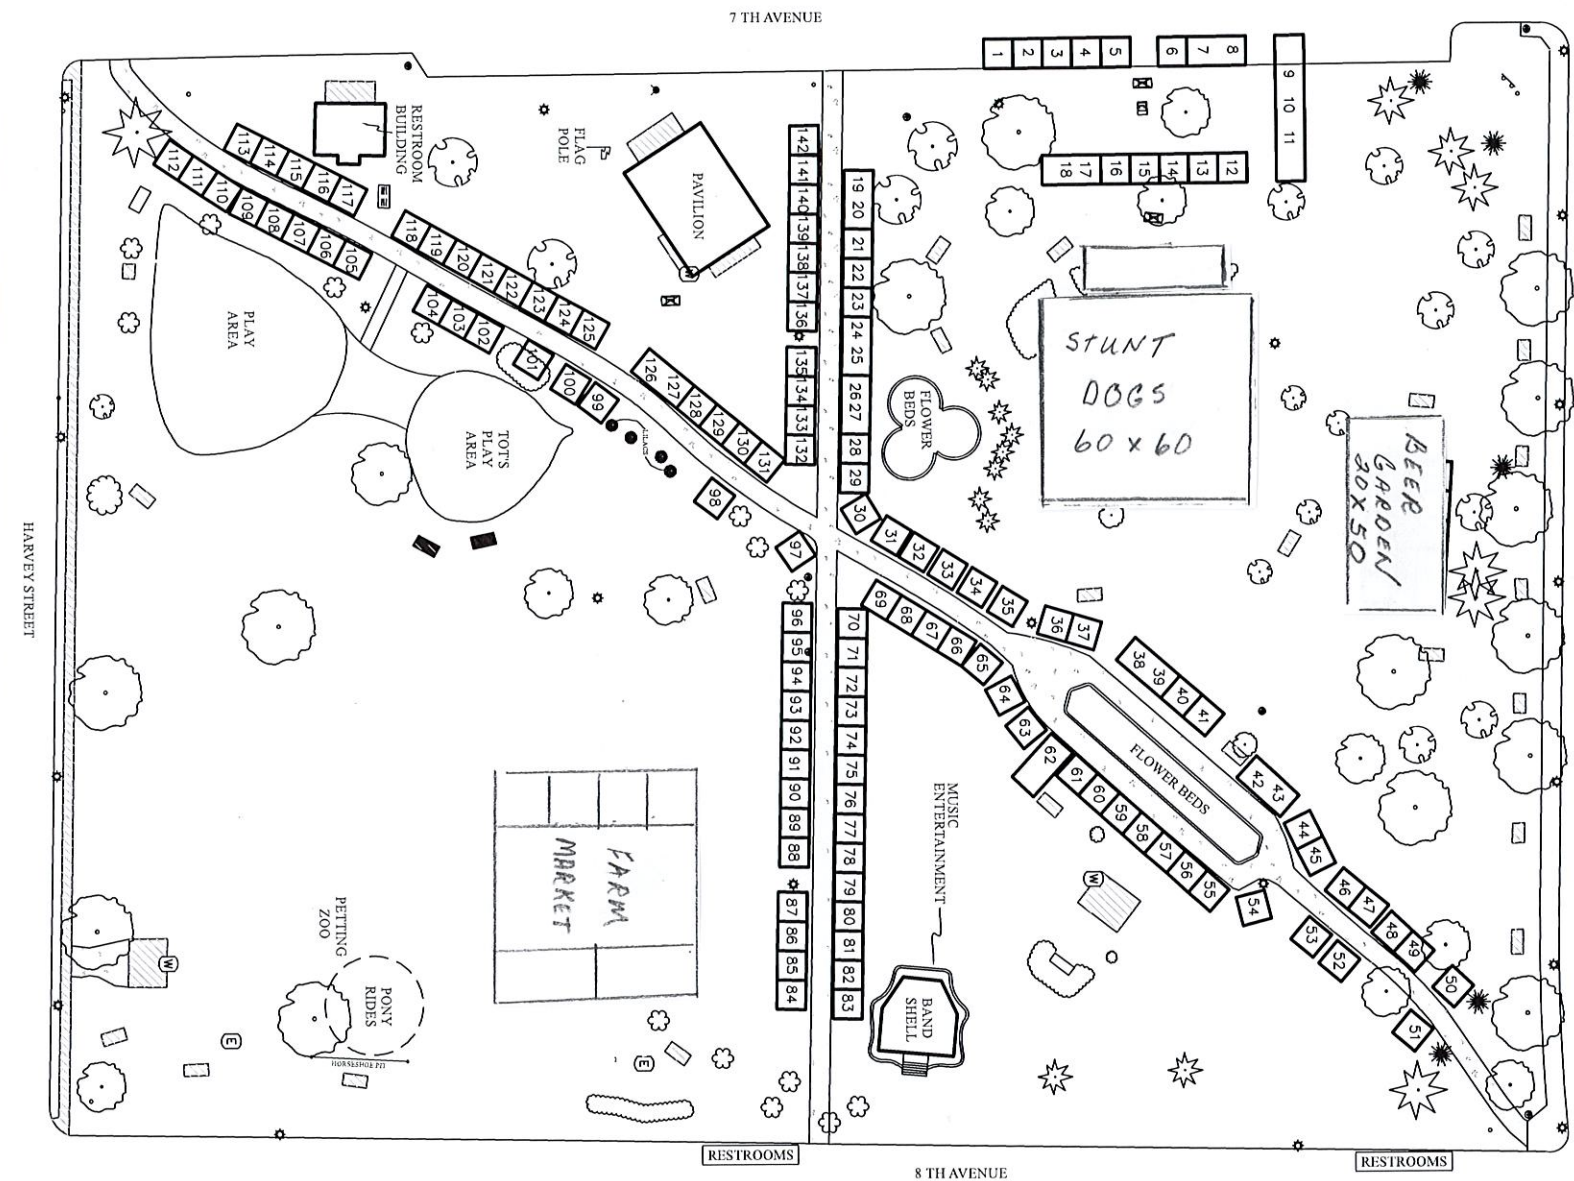 7 TH AVENUE
1 2 3 4 5 6 7 8
9
10
11
18 17 16 15 14 13 12
RESTROOM
BUILDING
FLAG
POLE
PAVILION
113 114 115 116 117
112 111 110 109 108 107 106 105
118 119 120 121 122 123 124 125
104 103 102 101 100 99
126 127 128 129 130 131
98
97
142
141
140
139
138
137
136
135
134
133
132
19
20
21
22
23
24
25
26
27
28
29
30
PLAY
AREA
TOT'S
PLAY
AREA
LILACS
FLOWER
BEDS
STUNT
DOGS
60 x 60
BEER
GARDEN
20 x 50
HARVEY STREET
31 32 33 34 35 36 37
38 39 40 41
42 43
44 45
46 47 48 49 50
69 68 67 66 65 64 63 62
61 60 59 58 57 56 55 54
53 52 51
FLOWER BEDS
96
95
94
93
92
91
90
89
88
87
86
85
84
70
71
72
73
74
75
76
77
78
79
80
81
82
83
MUSIC
ENTERTAINMENT
BAND
SHELL
FARM
MARKET
PETTING
ZOO
PONY
RIDES
HORSESHOE PIT
W
W
W
E
E
RESTROOMS
8 TH AVENUE
RESTROOMS